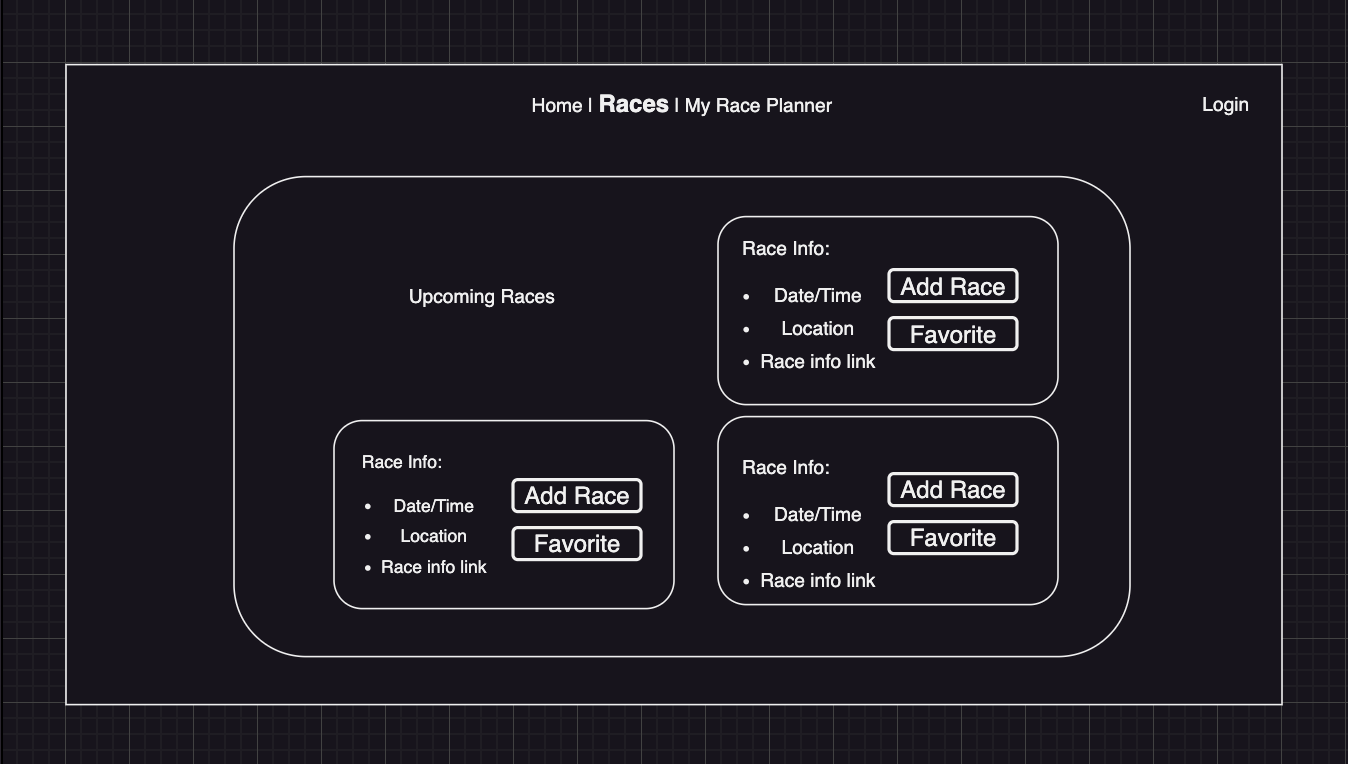 Home | Races | My Race Planner
Login
Upcoming Races
Race Info:
• Date/Time
• Location
• Race info link
Add Race
Favorite
Race Info:
• Date/Time
• Location
• Race info link
Add Race
Favorite
Race Info:
• Date/Time
• Location
• Race info link
Add Race
Favorite